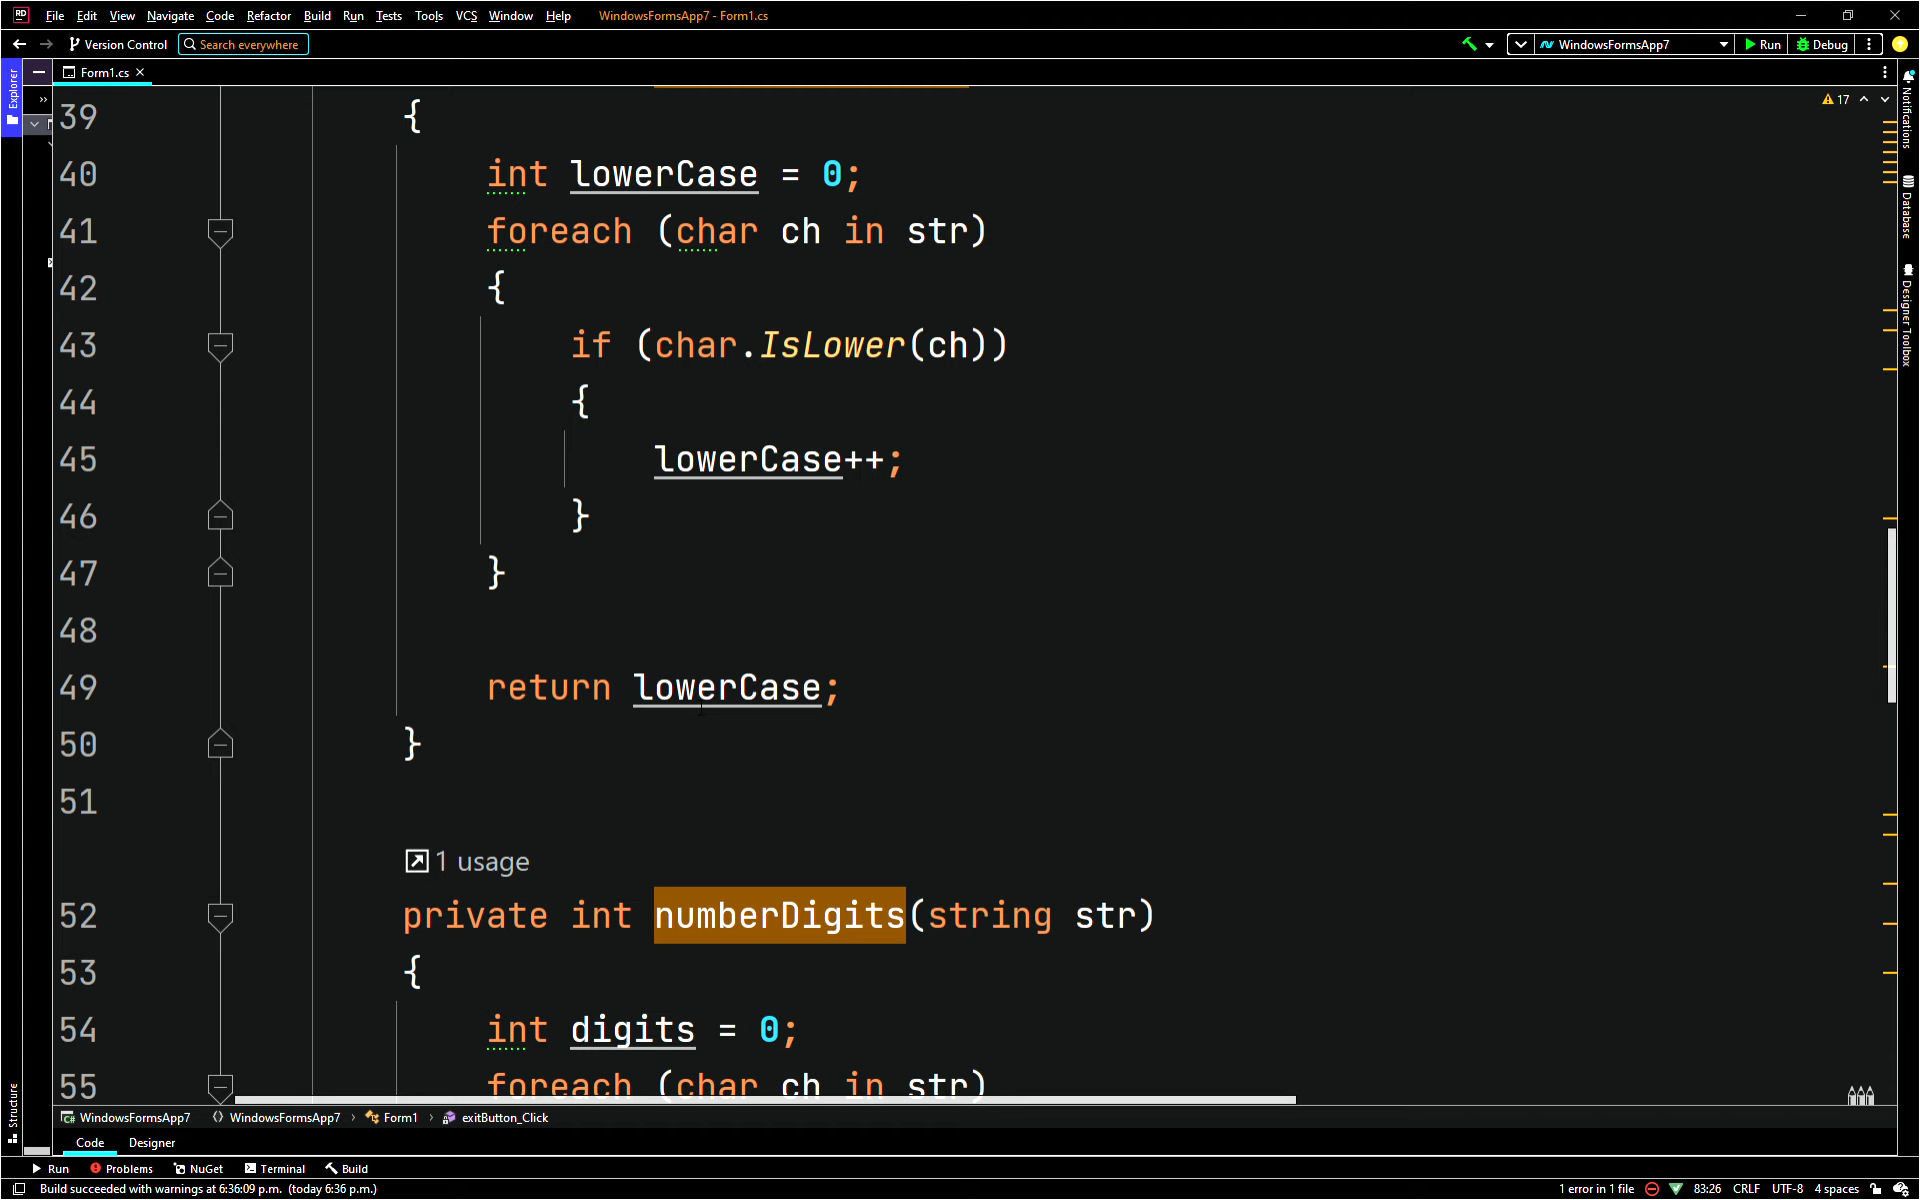 RD File Edit View Navigate Code Refactor Build Run Tests Tools VCS Window Help WindowsFormsApp7 - Form1.cs
Version Control Search everywhere WindowsFormsApp7 Run Debug
Explorer
Form1.cs
17
Notifications
Database
Designer Toolbox
39 {
40 int lowerCase = 0;
41 foreach (char ch in str)
42 {
43 if (char.IsLower(ch))
44 {
45 lowerCase++;
46 }
47 }
48
49 return lowerCase;
50 }
51
1 usage
52 private int numberDigits(string str)
53 {
54 int digits = 0;
55 foreach (char ch in str)
Structure
C# WindowsFormsApp7 WindowsFormsApp7 Form1 exitButton_Click
Code Designer
Run Problems NuGet Terminal Build
Build succeeded with warnings at 6:36:09 p.m. (today 6:36 p.m.) 1 error in 1 file 83:26 CRLF UTF-8 4 spaces